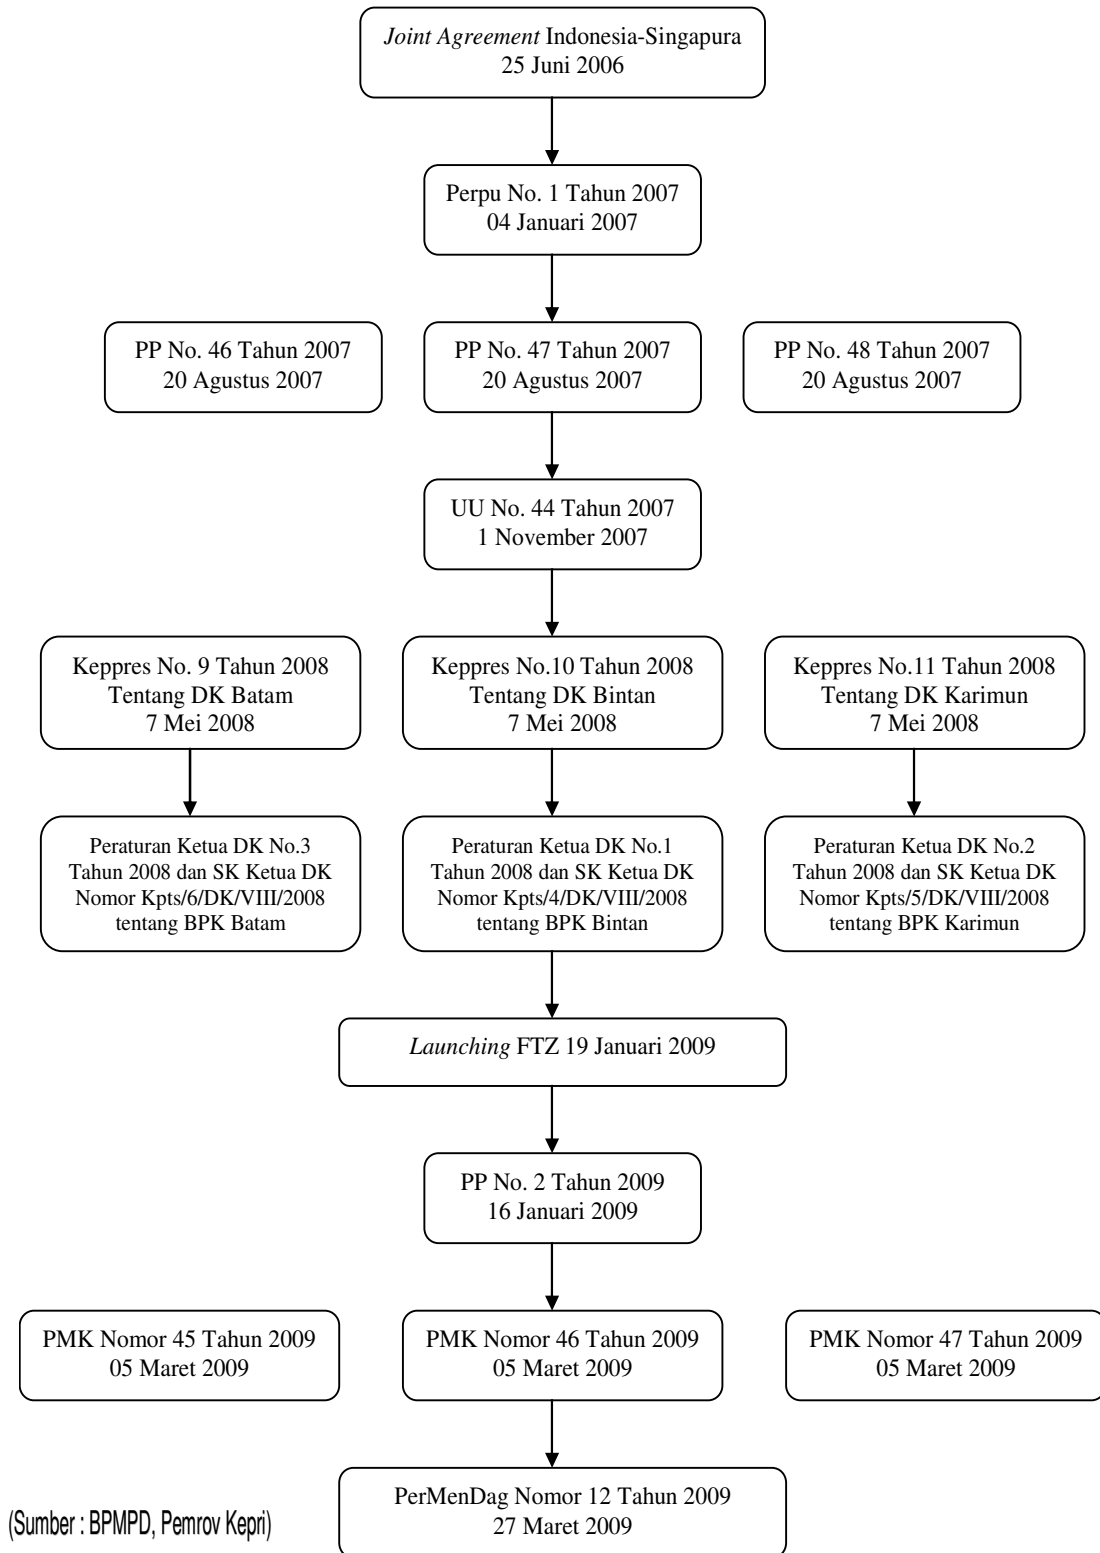 Joint Agreement Indonesia-Singapura
25 Juni 2006
Perpu No. 1 Tahun 2007
04 Januari 2007
PP No. 46 Tahun 2007
20 Agustus 2007
PP No. 47 Tahun 2007
20 Agustus 2007
PP No. 48 Tahun 2007
20 Agustus 2007
UU No. 44 Tahun 2007
1 November 2007
Keppres No. 9 Tahun 2008
Tentang DK Batam
7 Mei 2008
Keppres No.10 Tahun 2008
Tentang DK Bintan
7 Mei 2008
Keppres No.11 Tahun 2008
Tentang DK Karimun
7 Mei 2008
Peraturan Ketua DK No.3
Tahun 2008 dan SK Ketua DK
Nomor Kpts/6/DK/VIII/2008
tentang BPK Batam
Peraturan Ketua DK No.1
Tahun 2008 dan SK Ketua DK
Nomor Kpts/4/DK/VIII/2008
tentang BPK Bintan
Peraturan Ketua DK No.2
Tahun 2008 dan SK Ketua DK
Nomor Kpts/5/DK/VIII/2008
tentang BPK Karimun
Launching FTZ 19 Januari 2009
PP No. 2 Tahun 2009
16 Januari 2009
PMK Nomor 45 Tahun 2009
05 Maret 2009
PMK Nomor 46 Tahun 2009
05 Maret 2009
PMK Nomor 47 Tahun 2009
05 Maret 2009
PerMenDag Nomor 12 Tahun 2009
27 Maret 2009
(Sumber : BPMPD, Pemrov Kepri)